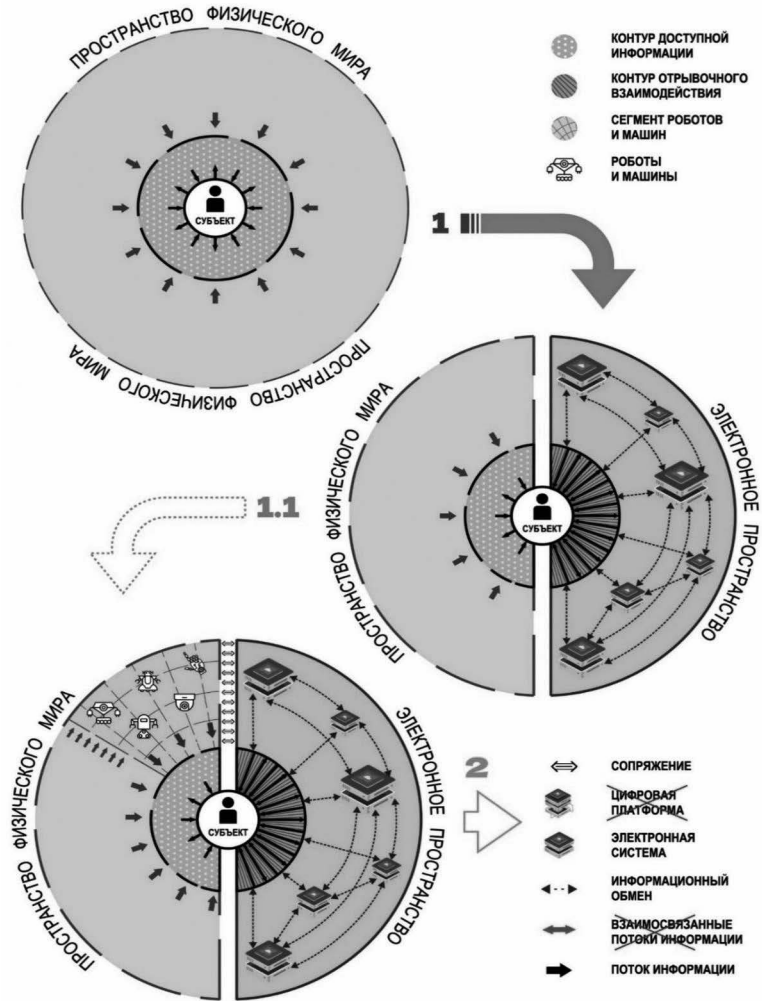 ПРОСТРАНСТВО ФИЗИЧЕСКОГО МИРА
КОНТУР ДОСТУПНОЙ
ИНФОРМАЦИИ
КОНТУР ОТРЫВОЧНОГО
ВЗАИМОДЕЙСТВИЯ
СЕГМЕНТ РОБОТОВ
И МАШИН
РОБОТЫ
И МАШИНЫ
СУБЪЕКТ
1
ПРОСТРАНСТВО ФИЗИЧЕСКОГО МИРА
ПРОСТРАНСТВО ФИЗИЧЕСКОГО МИРА
ЭЛЕКТРОННОЕ ПРОСТРАНСТВО
СУБЪЕКТ
1.1
ПРОСТРАНСТВО ФИЗИЧЕСКОГО МИРА
ЭЛЕКТРОННОЕ ПРОСТРАНСТВО
СУБЪЕКТ
2
СОПРЯЖЕНИЕ
ЦИФРОВАЯ
ПЛАТФОРМА
ЭЛЕКТРОННАЯ
СИСТЕМА
ИНФОРМАЦИОННЫЙ
ОБМЕН
ВЗАИМОСВЯЗАННЫЕ
ПОТОКИ ИНФОРМАЦИИ
ПОТОК ИНФОРМАЦИИ